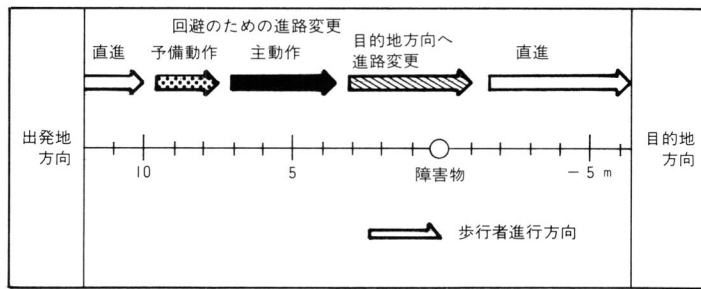 回避のための進路変更
直進
予備動作
主動作
目的地方向へ
進路変更
直進
出発地
方向
10
5
障害物
−5 m
目的地
方向
歩行者進行方向